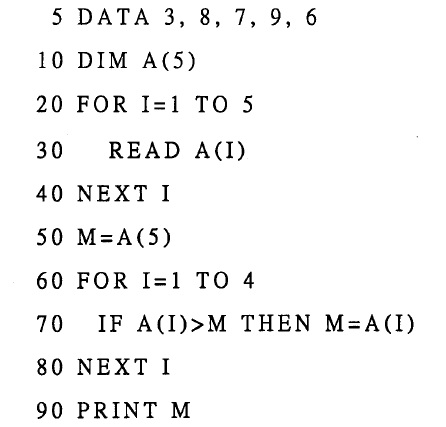 5 DATA 3, 8, 7, 9, 6
10 DIM A(5)
20 FOR I=1 TO 5
30 READ A(I)
40 NEXT I
50 M=A(5)
60 FOR I=1 TO 4
70 IF A(I)>M THEN M=A(I)
80 NEXT I
90 PRINT M